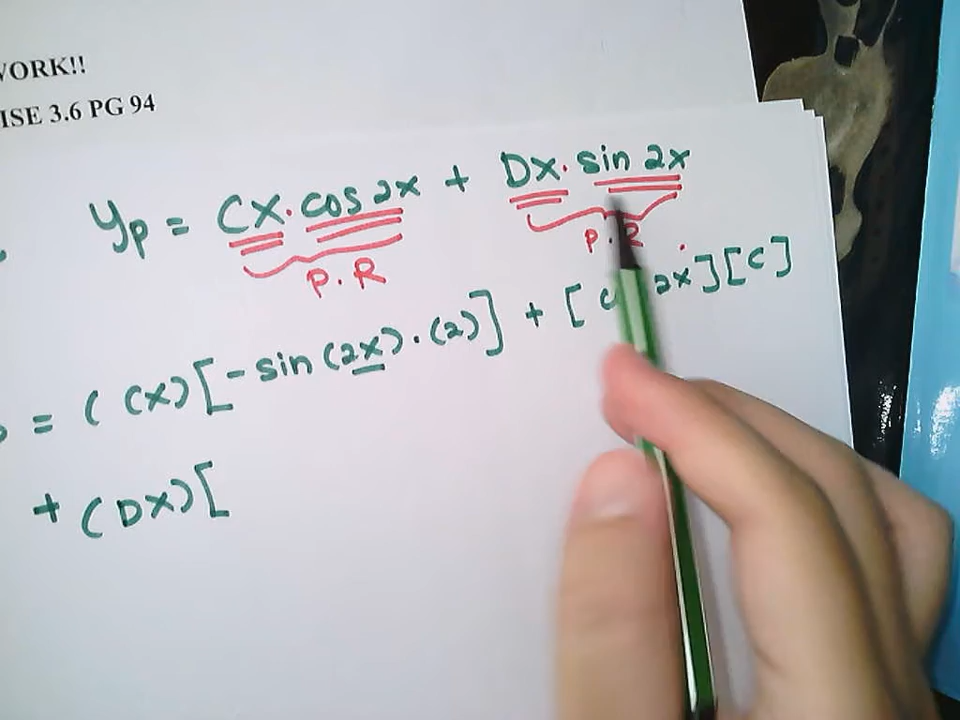 WORK!!
ISE 3.6 PG 94
yp = Cx · cos 2x + Dx · sin 2x
P.R P.R
= (Cx)[- sin (2x) · (2)] + [ 2x][C]
+ (Dx)[